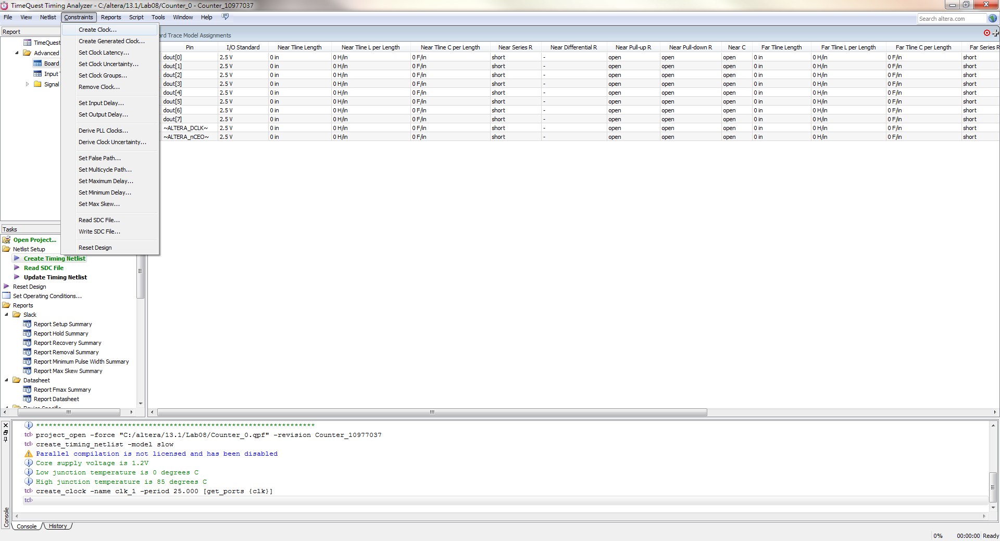 TimeQuest Timing Analyzer - C:/altera/13.1/Lab08/Counter_0 - Counter_10977037
File View Netlist Constraints Reports Script Tools Window Help
Search altera.com
Report
TimeQuest
Advanced
Board
Input
Signal
Create Clock...
Create Generated Clock...
Set Clock Latency...
Set Clock Uncertainty...
Set Clock Groups...
Remove Clock...
Set Input Delay...
Set Output Delay...
Derive PLL Clocks...
Derive Clock Uncertainty...
Set False Path...
Set Multicycle Path...
Set Maximum Delay...
Set Minimum Delay...
Set Max Skew...
Read SDC File...
Write SDC File...
Reset Design
Trace Model Assignments
Pin I/O Standard Near Tline Length Near Tline L per Length Near Tline C per Length Near Series R Near Differential R Near Pull-up R Near Pull-down R Near C Far Tline Length Far Tline L per Length Far Tline C per Length Far Series R
dout[0] 2.5 V 0 in 0 H/in 0 F/in short - open open open 0 in 0 H/in 0 F/in short
dout[1] 2.5 V 0 in 0 H/in 0 F/in short - open open open 0 in 0 H/in 0 F/in short
dout[2] 2.5 V 0 in 0 H/in 0 F/in short - open open open 0 in 0 H/in 0 F/in short
dout[3] 2.5 V 0 in 0 H/in 0 F/in short - open open open 0 in 0 H/in 0 F/in short
dout[4] 2.5 V 0 in 0 H/in 0 F/in short - open open open 0 in 0 H/in 0 F/in short
dout[5] 2.5 V 0 in 0 H/in 0 F/in short - open open open 0 in 0 H/in 0 F/in short
dout[6] 2.5 V 0 in 0 H/in 0 F/in short - open open open 0 in 0 H/in 0 F/in short
dout[7] 2.5 V 0 in 0 H/in 0 F/in short - open open open 0 in 0 H/in 0 F/in short
~ALTERA_DCLK~ 2.5 V 0 in 0 H/in 0 F/in short - open open open 0 in 0 H/in 0 F/in short
~ALTERA_nCEO~ 2.5 V 0 in 0 H/in 0 F/in short - open open open 0 in 0 H/in 0 F/in short
Tasks
Open Project...
Netlist Setup
Create Timing Netlist
Read SDC File
Update Timing Netlist
Reset Design
Set Operating Conditions...
Reports
Slack
Report Setup Summary
Report Hold Summary
Report Recovery Summary
Report Removal Summary
Report Minimum Pulse Width Summary
Report Max Skew Summary
Datasheet
Report Fmax Summary
Report Datasheet
Device Specific
*******************************************************************
tcl> project_open -force "C:/altera/13.1/Lab08/Counter_0.qpf" -revision Counter_10977037
tcl> create_timing_netlist -model slow
Parallel compilation is not licensed and has been disabled
Core supply voltage is 1.2V
Low junction temperature is 0 degrees C
High junction temperature is 85 degrees C
tcl> create_clock -name clk_1 -period 25.000 [get_ports {clk}]
tcl>
Console
Console History
0% 00:00:00 Ready